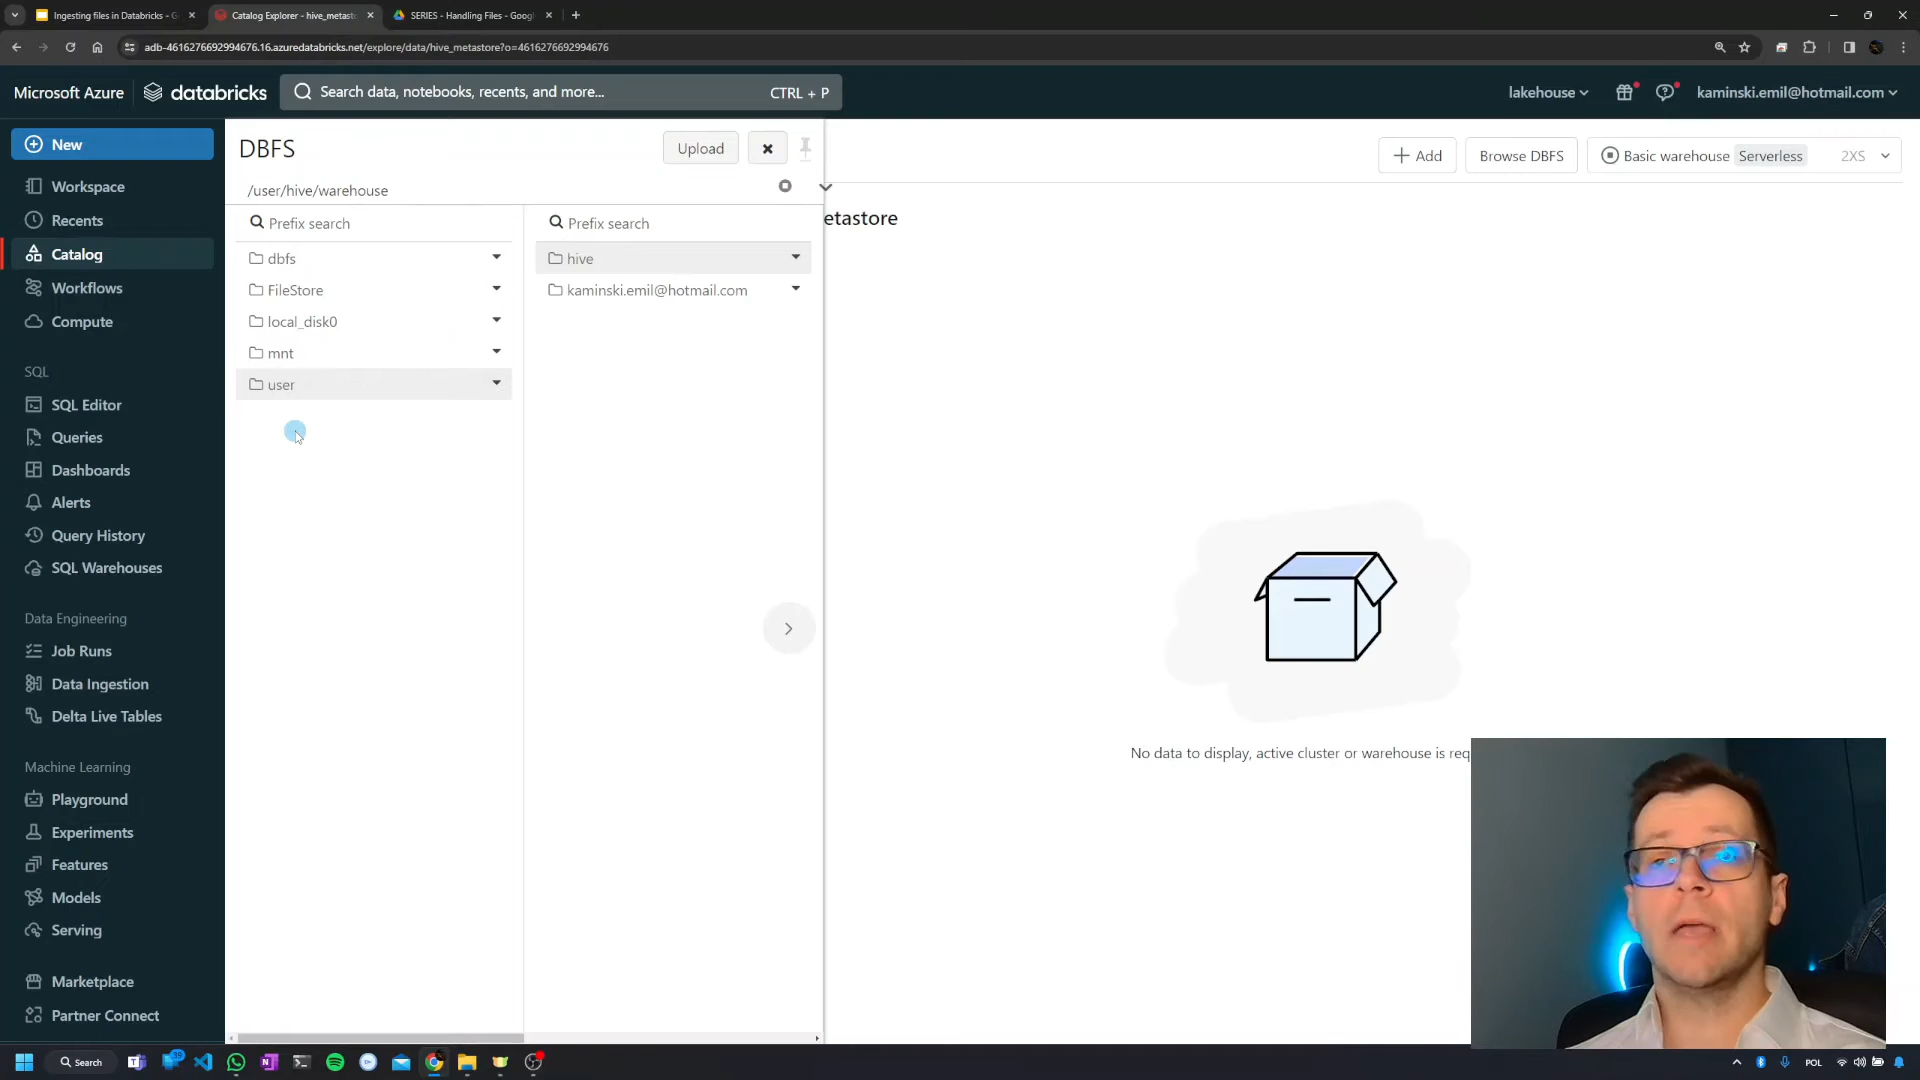 Ingesting files in Databricks - G
Catalog Explorer - hive_metast
SERIES - Handling Files - Googl
adb-4616276692994676.16.azuredatabricks.net/explore/data/hive_metastore?o=4616276692994676
Microsoft Azure
databricks
Search data, notebooks, recents, and more...
CTRL + P
lakehouse
kaminski.emil@hotmail.com
New
Workspace
Recents
Catalog
Workflows
Compute
SQL
SQL Editor
Queries
Dashboards
Alerts
Query History
SQL Warehouses
Data Engineering
Job Runs
Data Ingestion
Delta Live Tables
Machine Learning
Playground
Experiments
Features
Models
Serving
Marketplace
Partner Connect
DBFS
Upload
/user/hive/warehouse
Prefix search
dbfs
FileStore
local_disk0
mnt
user
Prefix search
hive
kaminski.emil@hotmail.com
Add
Browse DBFS
Basic warehouse
Serverless
2XS
etastore
No data to display, active cluster or warehouse is req
Search
POL